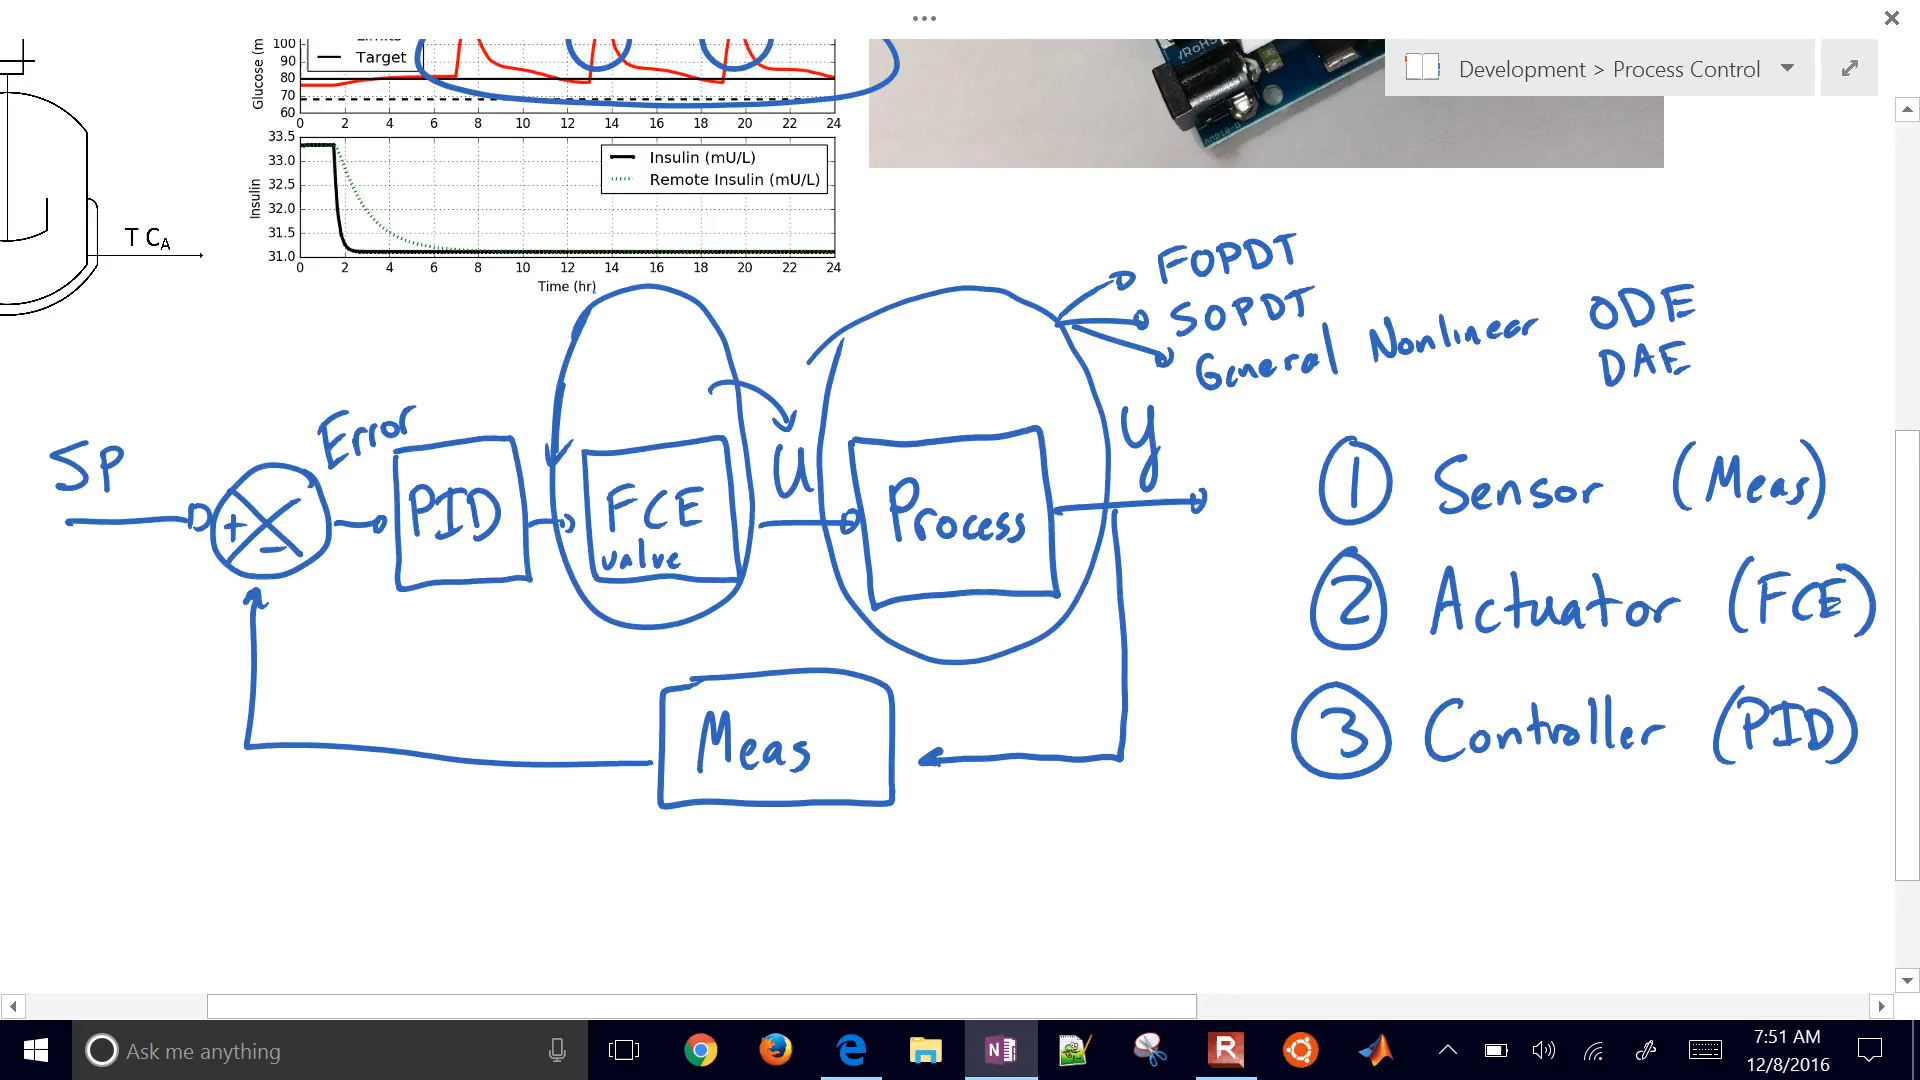 Development > Process Control
Glucose (m
100
90
80
70
60
Target
0 2 4 6 8 10 12 14 16 18 20 22 24
Insulin
33.5
33.0
32.5
32.0
31.5
31.0
Insulin (mU/L)
Remote Insulin (mU/L)
0 2 4 6 8 10 12 14 16 18 20 22 24
Time (hr)
T C_A
RoHS
FOPDT
SOPDT
General Nonlinear ODE
DAE
SP
+
-
Error
PID
FCE
valve
u
Process
y
Meas
① Sensor (Meas)
② Actuator (FCE)
③ Controller (PID)
Ask me anything
7:51 AM
12/8/2016